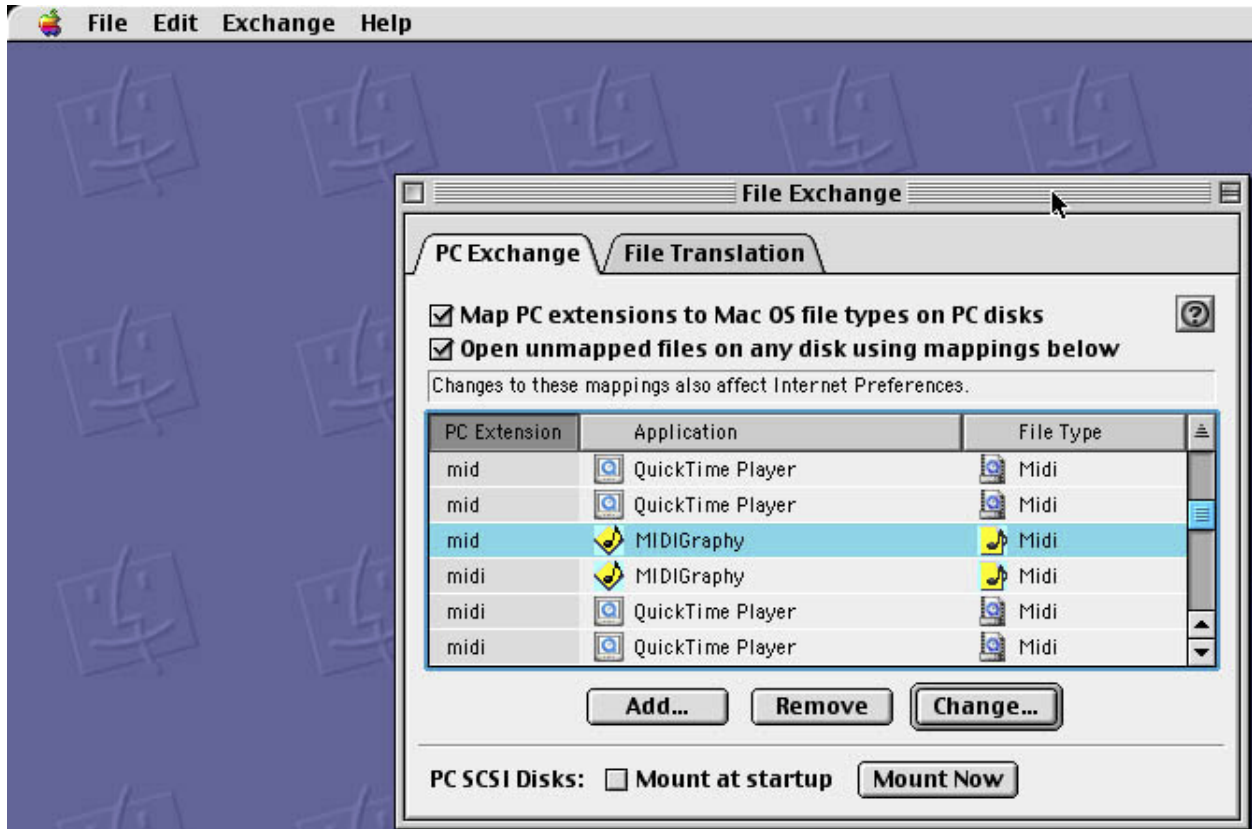 File Edit Exchange Help
File Exchange
PC Exchange File Translation
Map PC extensions to Mac OS file types on PC disks
Open unmapped files on any disk using mappings below
Changes to these mappings also affect Internet Preferences.
PC Extension Application File Type
mid QuickTime Player Midi
mid QuickTime Player Midi
mid MIDIGraphy Midi
midi MIDIGraphy Midi
midi QuickTime Player Midi
midi QuickTime Player Midi
Add... Remove Change...
PC SCSI Disks: Mount at startup Mount Now